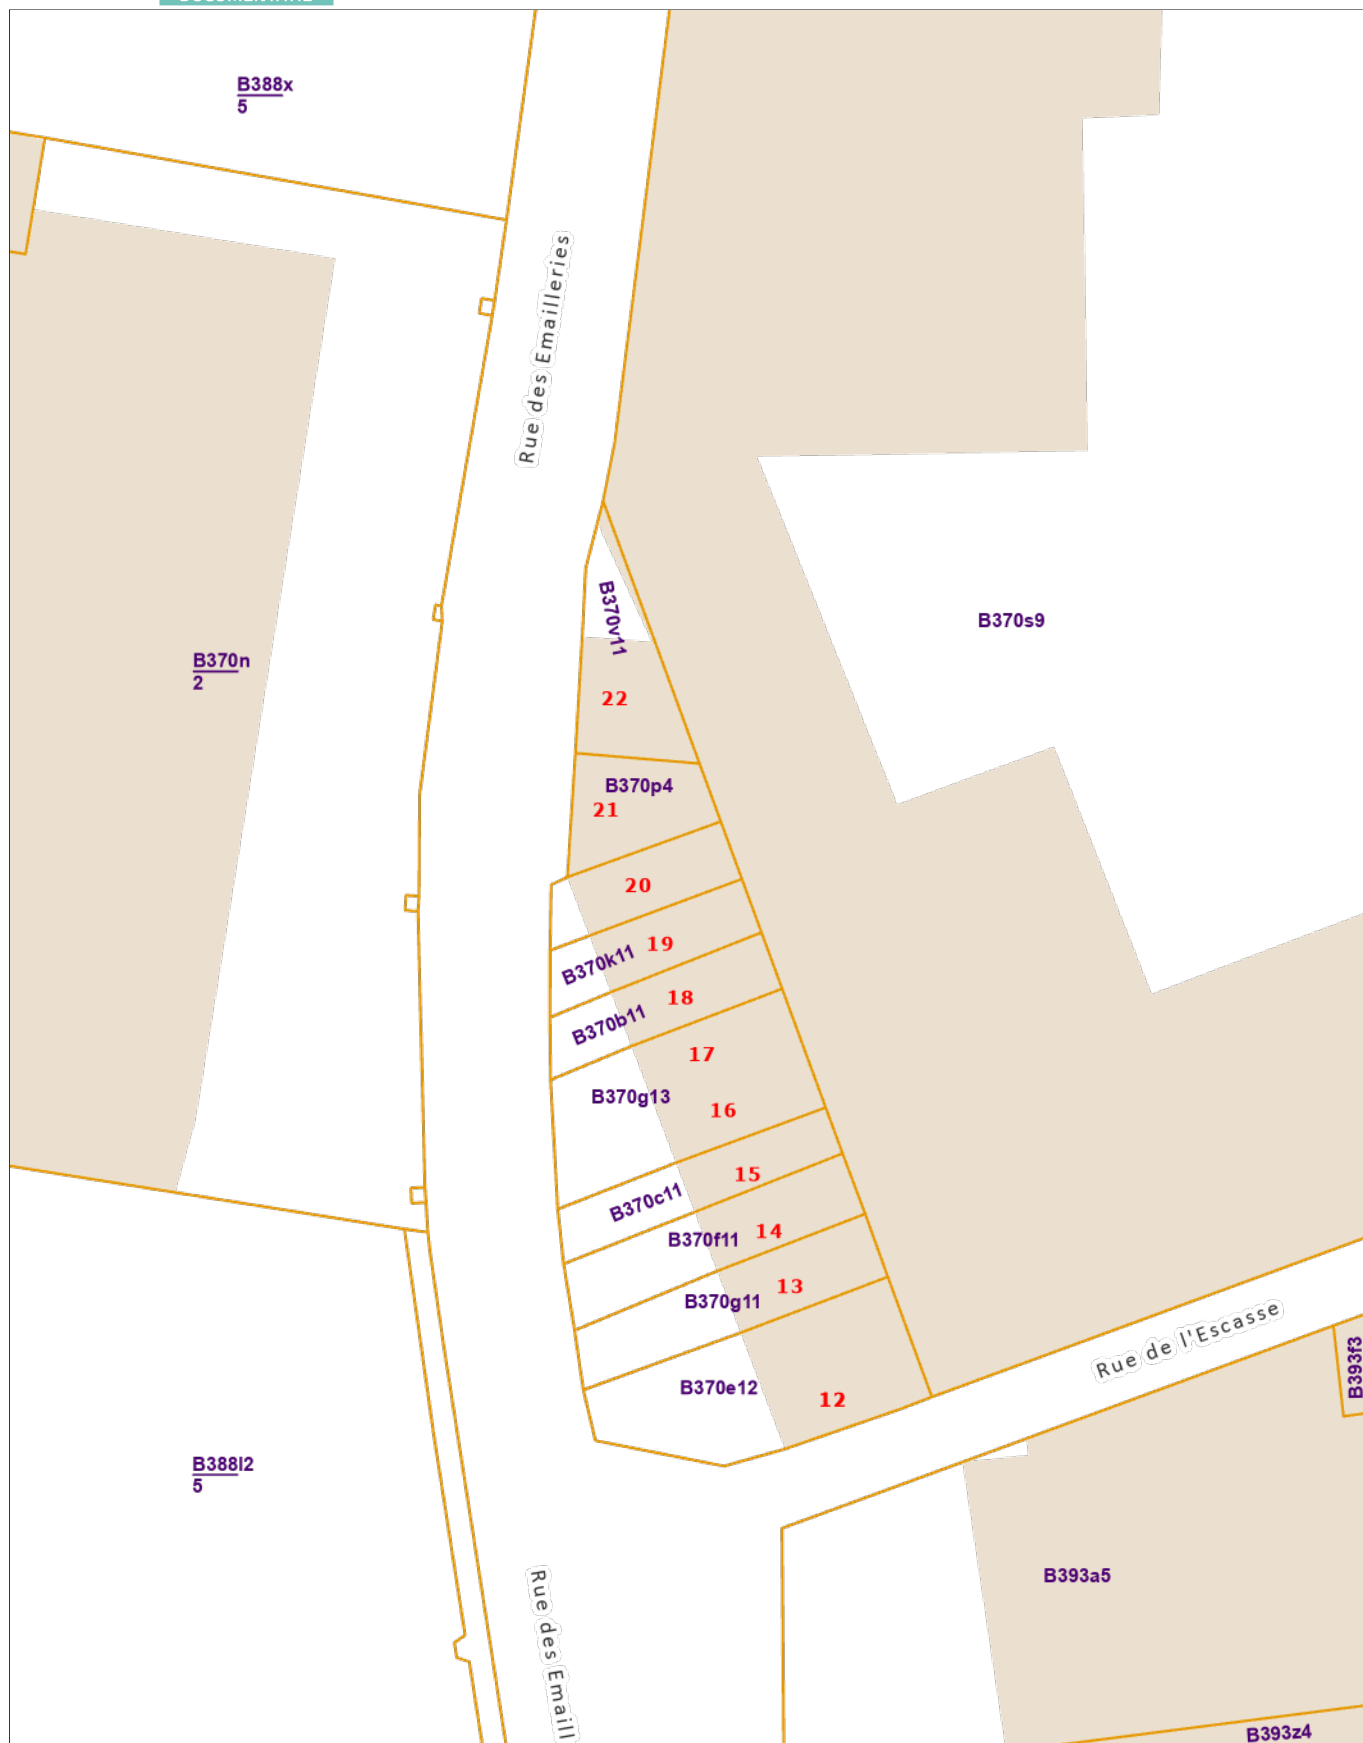 B388x
5
Rue des Emailleries
B370v11
B370s9
B370n
2
22
B370p4
21
20
19
B370k11
18
B370b11
17
B370g13
16
15
B370c11
14
B370f11
13
B370g11
Rue de l'Escasse
B393f3
B370e12
12
B388l2
5
Rue des Emaill
B393a5
B393z4